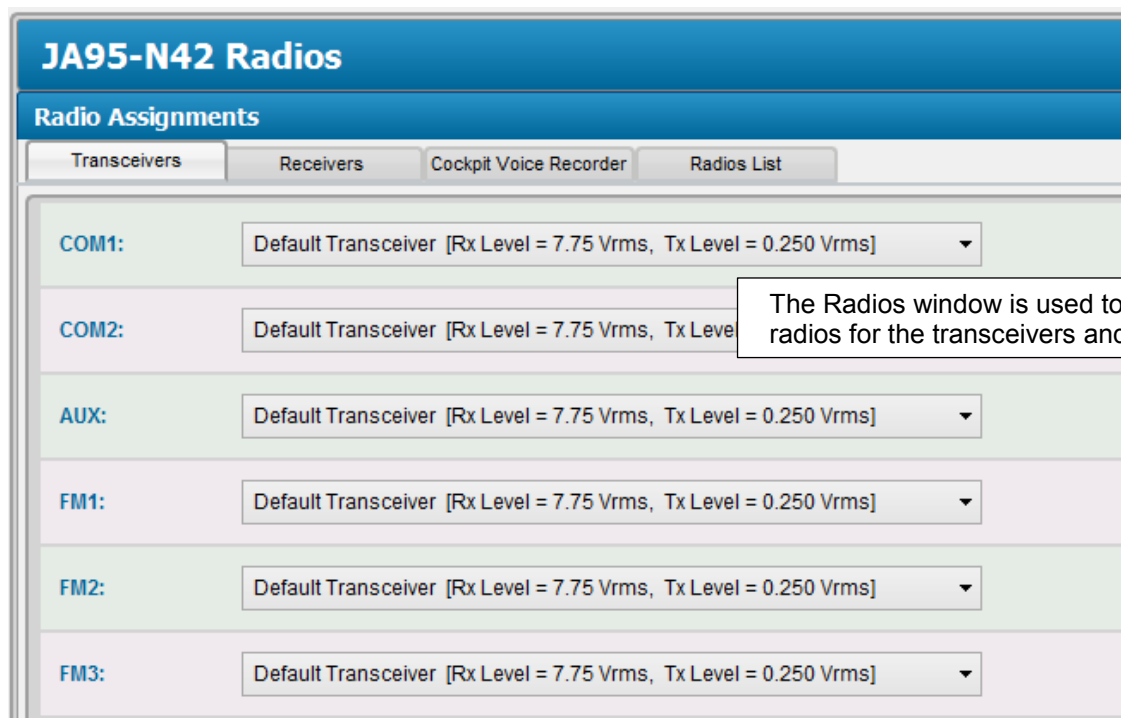 JA95-N42 Radios
Radio Assignments
Transceivers Receivers Cockpit Voice Recorder Radios List
COM1: Default Transceiver [Rx Level = 7.75 Vrms, Tx Level = 0.250 Vrms]
The Radios window is used to
COM2: Default Transceiver [Rx Level = 7.75 Vrms, Tx Level
radios for the transceivers and
AUX: Default Transceiver [Rx Level = 7.75 Vrms, Tx Level = 0.250 Vrms]
FM1: Default Transceiver [Rx Level = 7.75 Vrms, Tx Level = 0.250 Vrms]
FM2: Default Transceiver [Rx Level = 7.75 Vrms, Tx Level = 0.250 Vrms]
FM3: Default Transceiver [Rx Level = 7.75 Vrms, Tx Level = 0.250 Vrms]